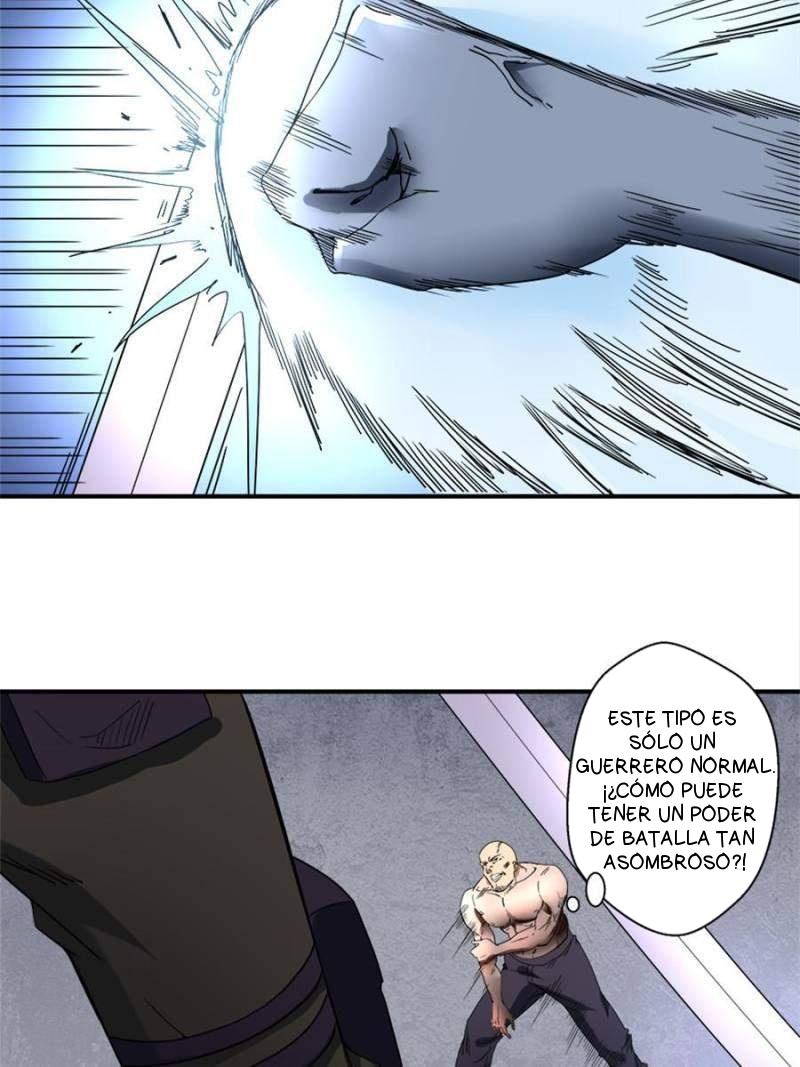 ESTE TIPO ES
SÓLO UN
GUERRERO NORMAL.
¡¿CÓMO PUEDE
TENER UN PODER
DE BATALLA TAN
ASOMBROSO?!